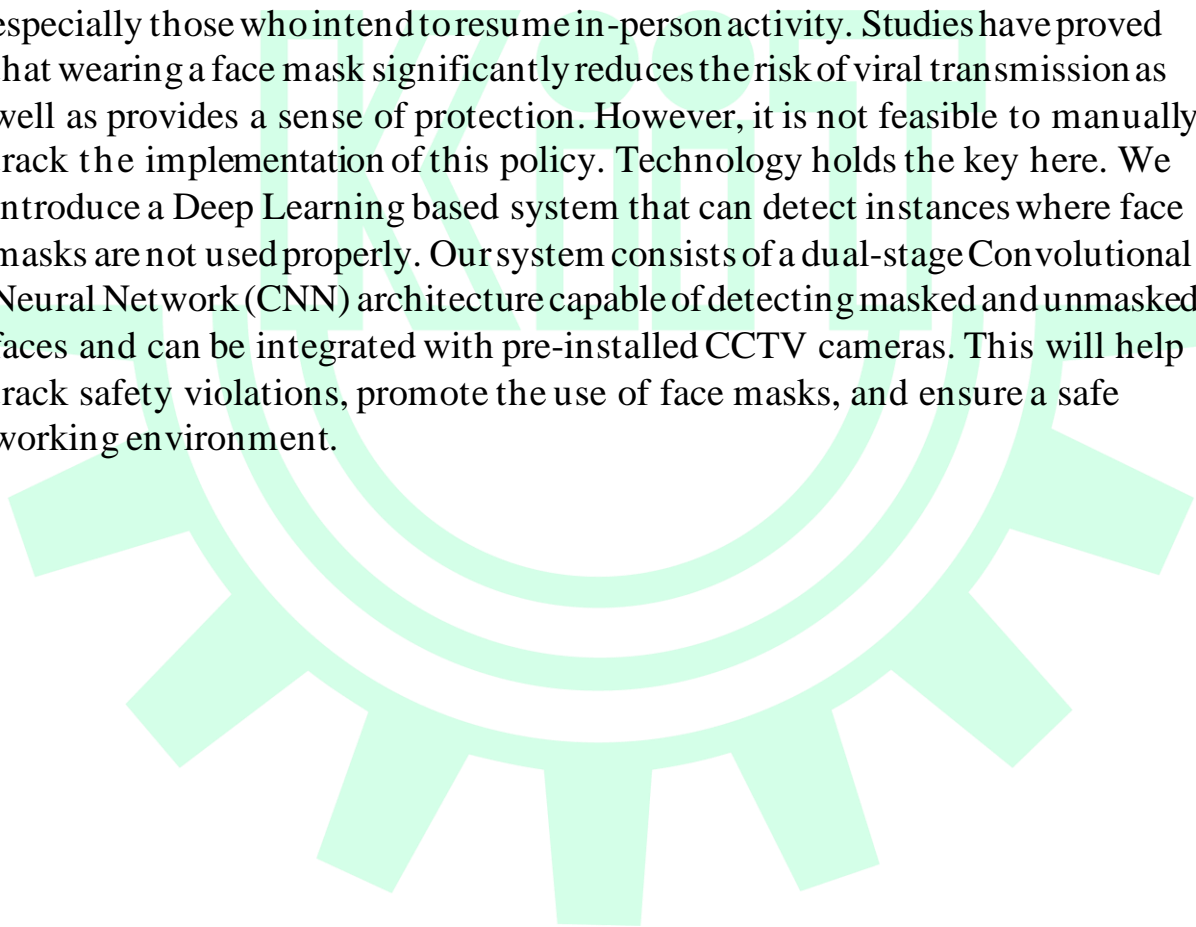 especially those who intend to resume in-person activity. Studies have proved
hat wearing a face mask significantly reduces the risk of viral transmission as
well as provides a sense of protection. However, it is not feasible to manually
rack the implementation of this policy. Technology holds the key here. We
ntroduce a Deep Learning based system that can detect instances where face
masks are not used properly. Our system consists of a dual-stage Convolutional
Neural Network (CNN) architecture capable of detecting masked and unmasked
faces and can be integrated with pre-installed CCTV cameras. This will help
rack safety violations, promote the use of face masks, and ensure a safe
working environment.
KiiT